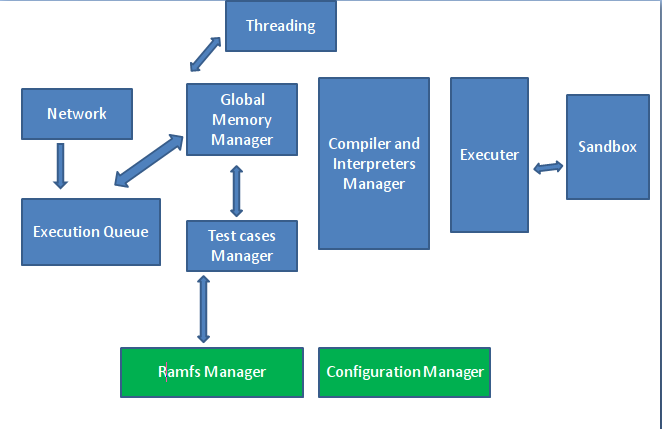 Threading
Network
Global
Memory
Manager
Compiler and
Interpreters
Manager
Executer
Sandbox
Execution Queue
Test cases
Manager
Ramfs Manager
Configuration Manager